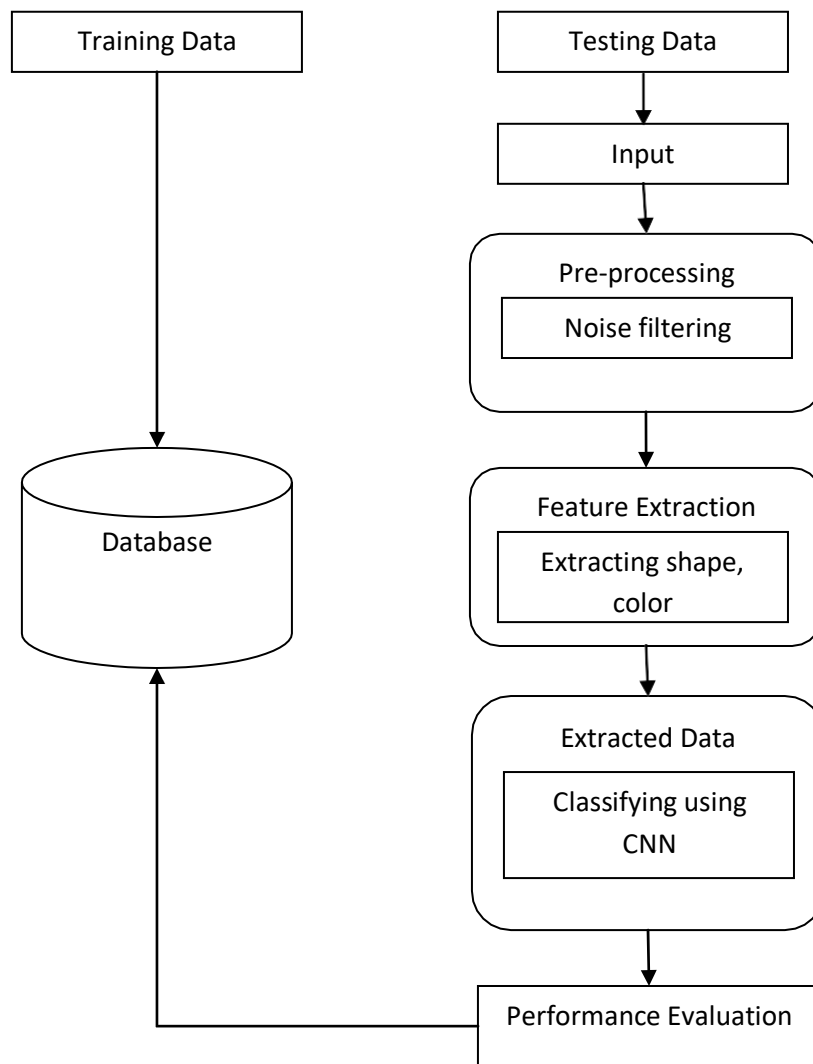 Training Data
Testing Data
Input
Pre-processing
Noise filtering
Feature Extraction
Database
Extracting shape,
color
Extracted Data
Classifying using
CNN
Performance Evaluation